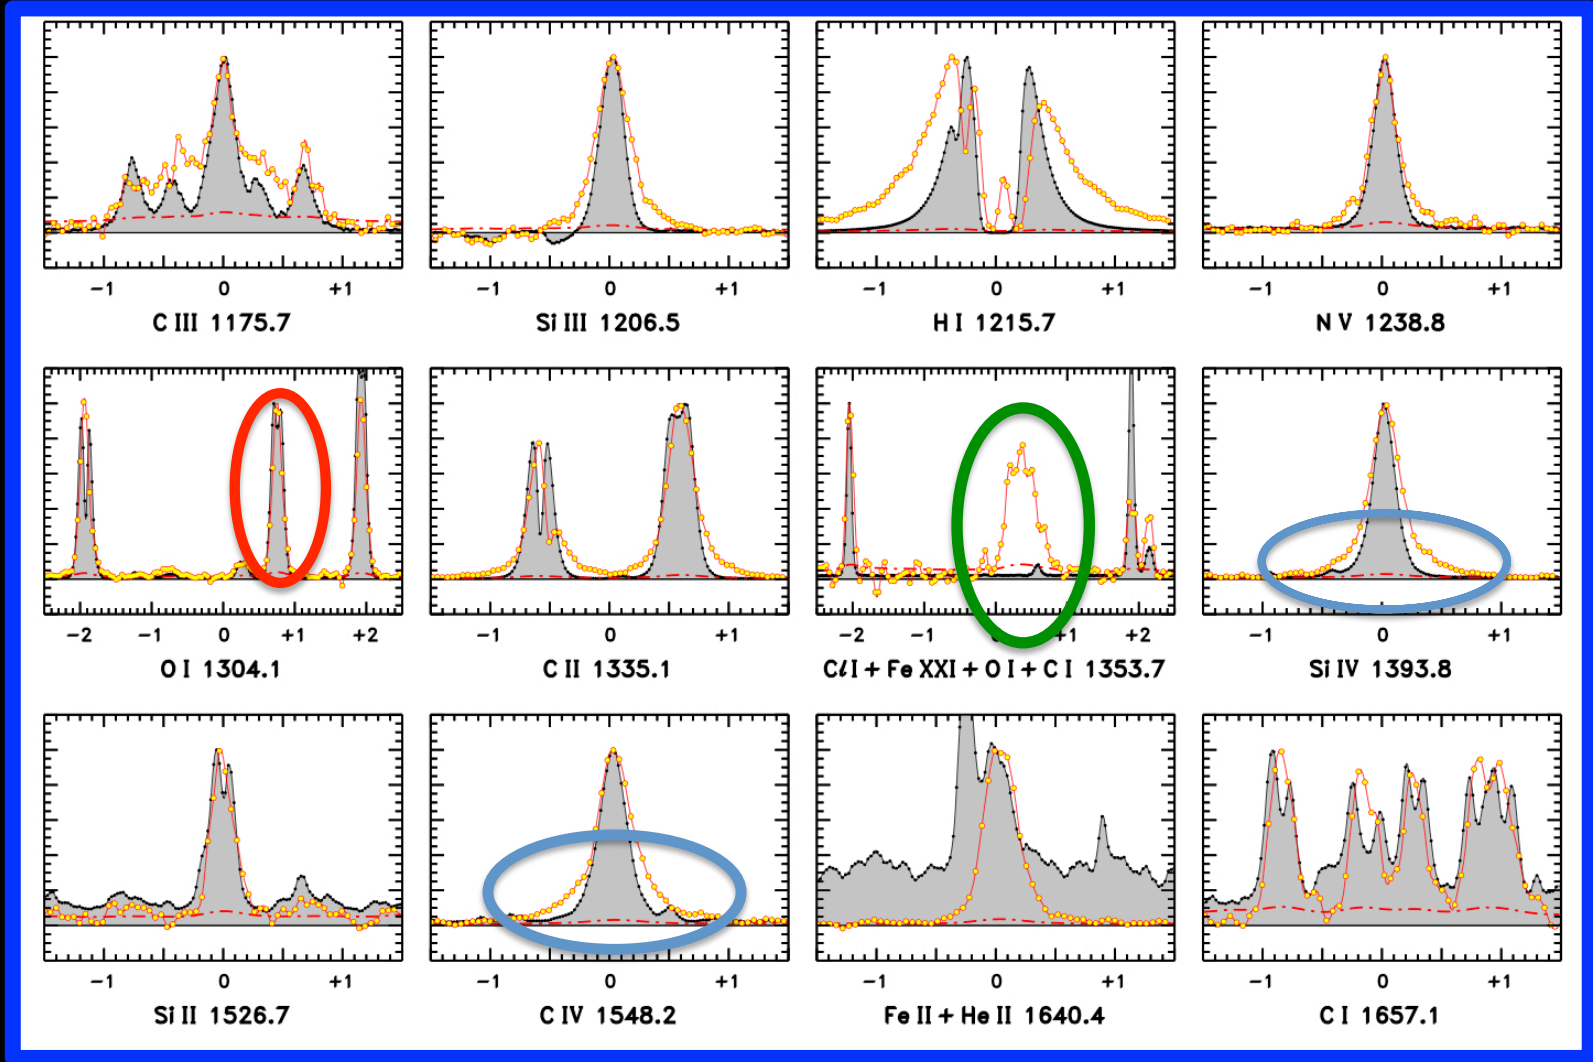 -1 0 +1 -1 0 +1 -1 0 +1 -1 0 +1
C III 1175.7 Si III 1206.5 H I 1215.7 N V 1238.8
-2 -1 0 +1 +2 -1 0 +1 -2 -1 0 +1 +2 -1 0 +1
O I 1304.1 C II 1335.1 Cl I + Fe XXI + O I + C I 1353.7 Si IV 1393.8
-1 0 +1 -1 0 +1 -1 0 +1 -1 0 +1
Si II 1526.7 C IV 1548.2 Fe II + He II 1640.4 C I 1657.1